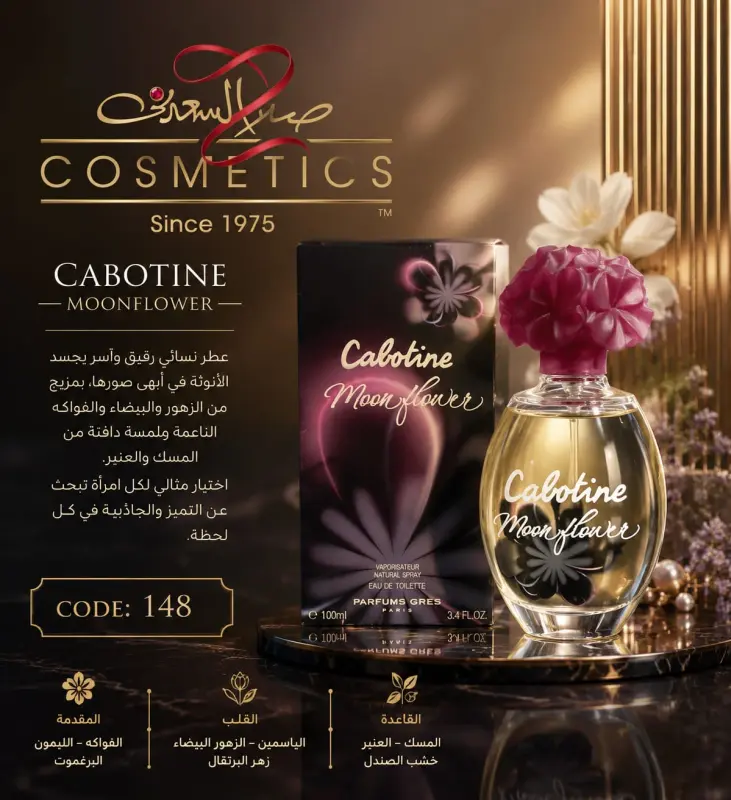 صلاح السعدني
COSMETICS
TM
Since 1975
CABOTINE
MOONFLOWER
عطر نسائي رقيق وآسر يجسد
الأنوثة في أبهى صورها، بمزيج
من الزهور والبيضاء والفواكه
الناعمة ولمسة دافئة من
المسك والعنبر.
اختيار مثالي لكل امرأة تبحث
عن التميز والجاذبية في كل
لحظة.
CODE: 148
Cabotine
Moonflower
VAPORISATEUR
NATURAL SPRAY
EAU DE TOILETTE
PARFUMS GRES
PARIS
℮ 100ml 3.4 FL.OZ.
Cabotine
Moonflower
القاعدة
المسك – العنبر
خشب الصندل
القلب
الياسمين – الزهور البيضاء
زهر البرتقال
المقدمة
الفواكه – الليمون
البرغموت